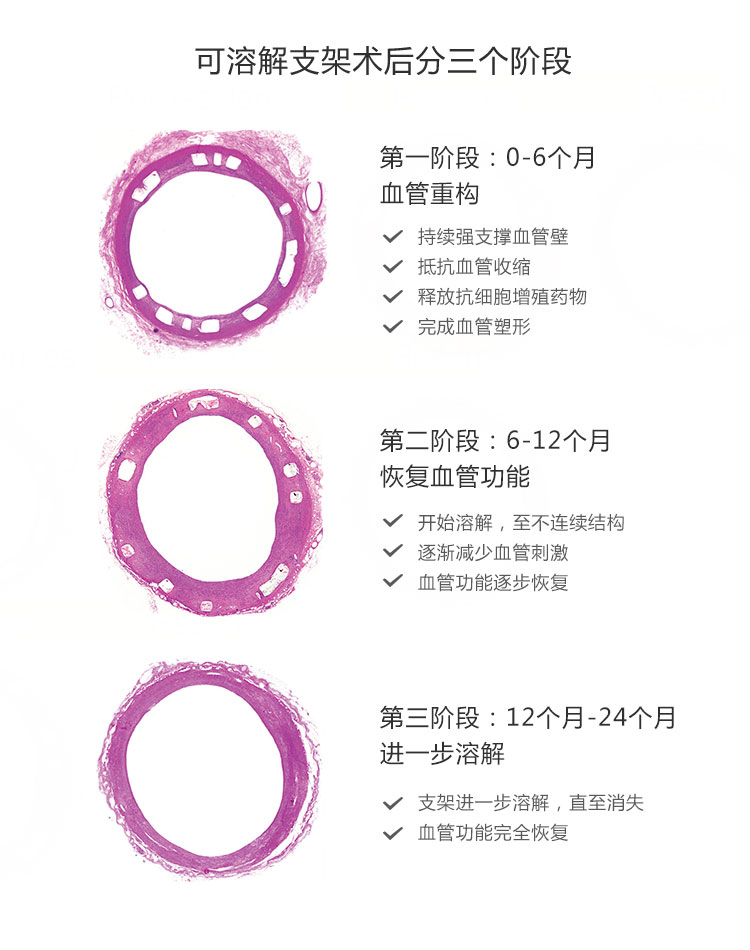 可溶解支架术后分三个阶段
第一阶段：0-6个月
血管重构
持续强支撑血管壁
抵抗血管收缩
释放抗细胞增殖药物
完成血管塑形
第二阶段：6-12个月
恢复血管功能
开始溶解，至不连续结构
逐渐减少血管刺激
血管功能逐步恢复
第三阶段：12个月-24个月
进一步溶解
支架进一步溶解，直至消失
血管功能完全恢复